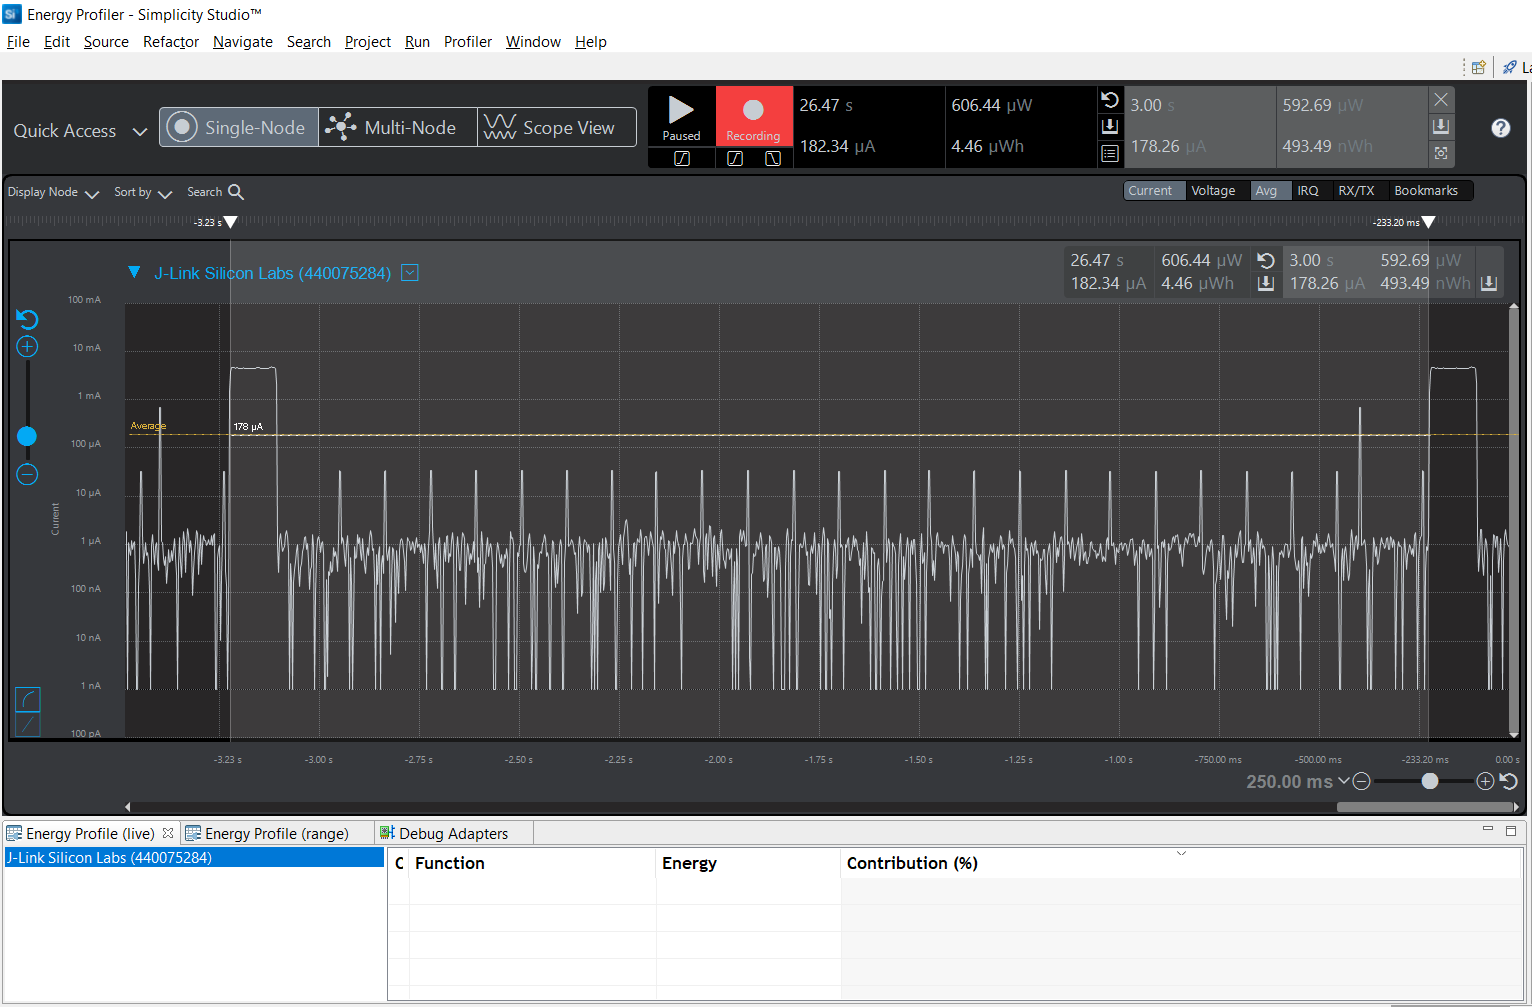 Energy Profiler - Simplicity Studio™
File Edit Source Refactor Navigate Search Project Run Profiler Window Help
La
Quick Access
Single-Node
Multi-Node
Scope View
Paused
Recording
26.47 s 606.44 µW
182.34 µA 4.46 µWh
3.00 s 592.69 µW
178.26 µA 493.49 nWh
Display Node Sort by Search
Current Voltage Avg IRQ RX/TX Bookmarks
-3.23 s -233.20 ms
J-Link Silicon Labs (440075284)
26.47 s 606.44 µW 3.00 s 592.69 µW
182.34 µA 4.46 µWh 178.26 µA 493.49 nWh
100 mA
10 mA
1 mA
Average 178 µA
100 µA
10 µA
Current
1 µA
100 nA
10 nA
1 nA
100 pA
-3.23 s -3.00 s -2.75 s -2.50 s -2.25 s -2.00 s -1.75 s -1.50 s -1.25 s -1.00 s -750.00 ms -500.00 ms -233.20 ms 0.00 s
250.00 ms
Energy Profile (live) Energy Profile (range) Debug Adapters
J-Link Silicon Labs (440075284)
C Function Energy Contribution (%)